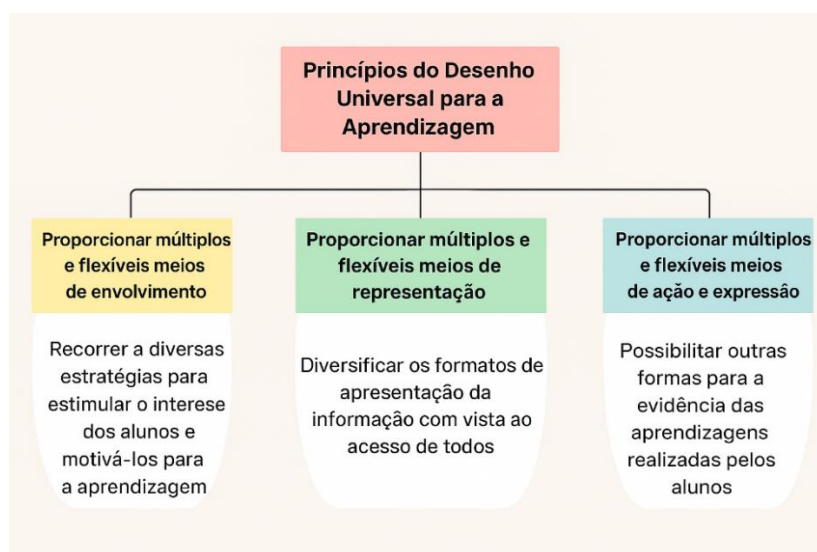 Princípios do Desenho
Universal para a
Aprendizagem
Proporcionar múltiplos
e flexíveis meios
de envolvimento
Recorrer a diversas
estratégias para
estimular o interese
dos alunos e
motivá-los para
a aprendizagem
Proporcionar múltiplos e
flexíveis meios de
representação
Diversificar os formatos de
apresentação da
informação com vista ao
acesso de todos
Proporcionar múltiplos
e flexíveis meios
de ação e expressâo
Possibilitar outras
formas para a
evidência das
aprendizagens
realizadas pelos
alunos